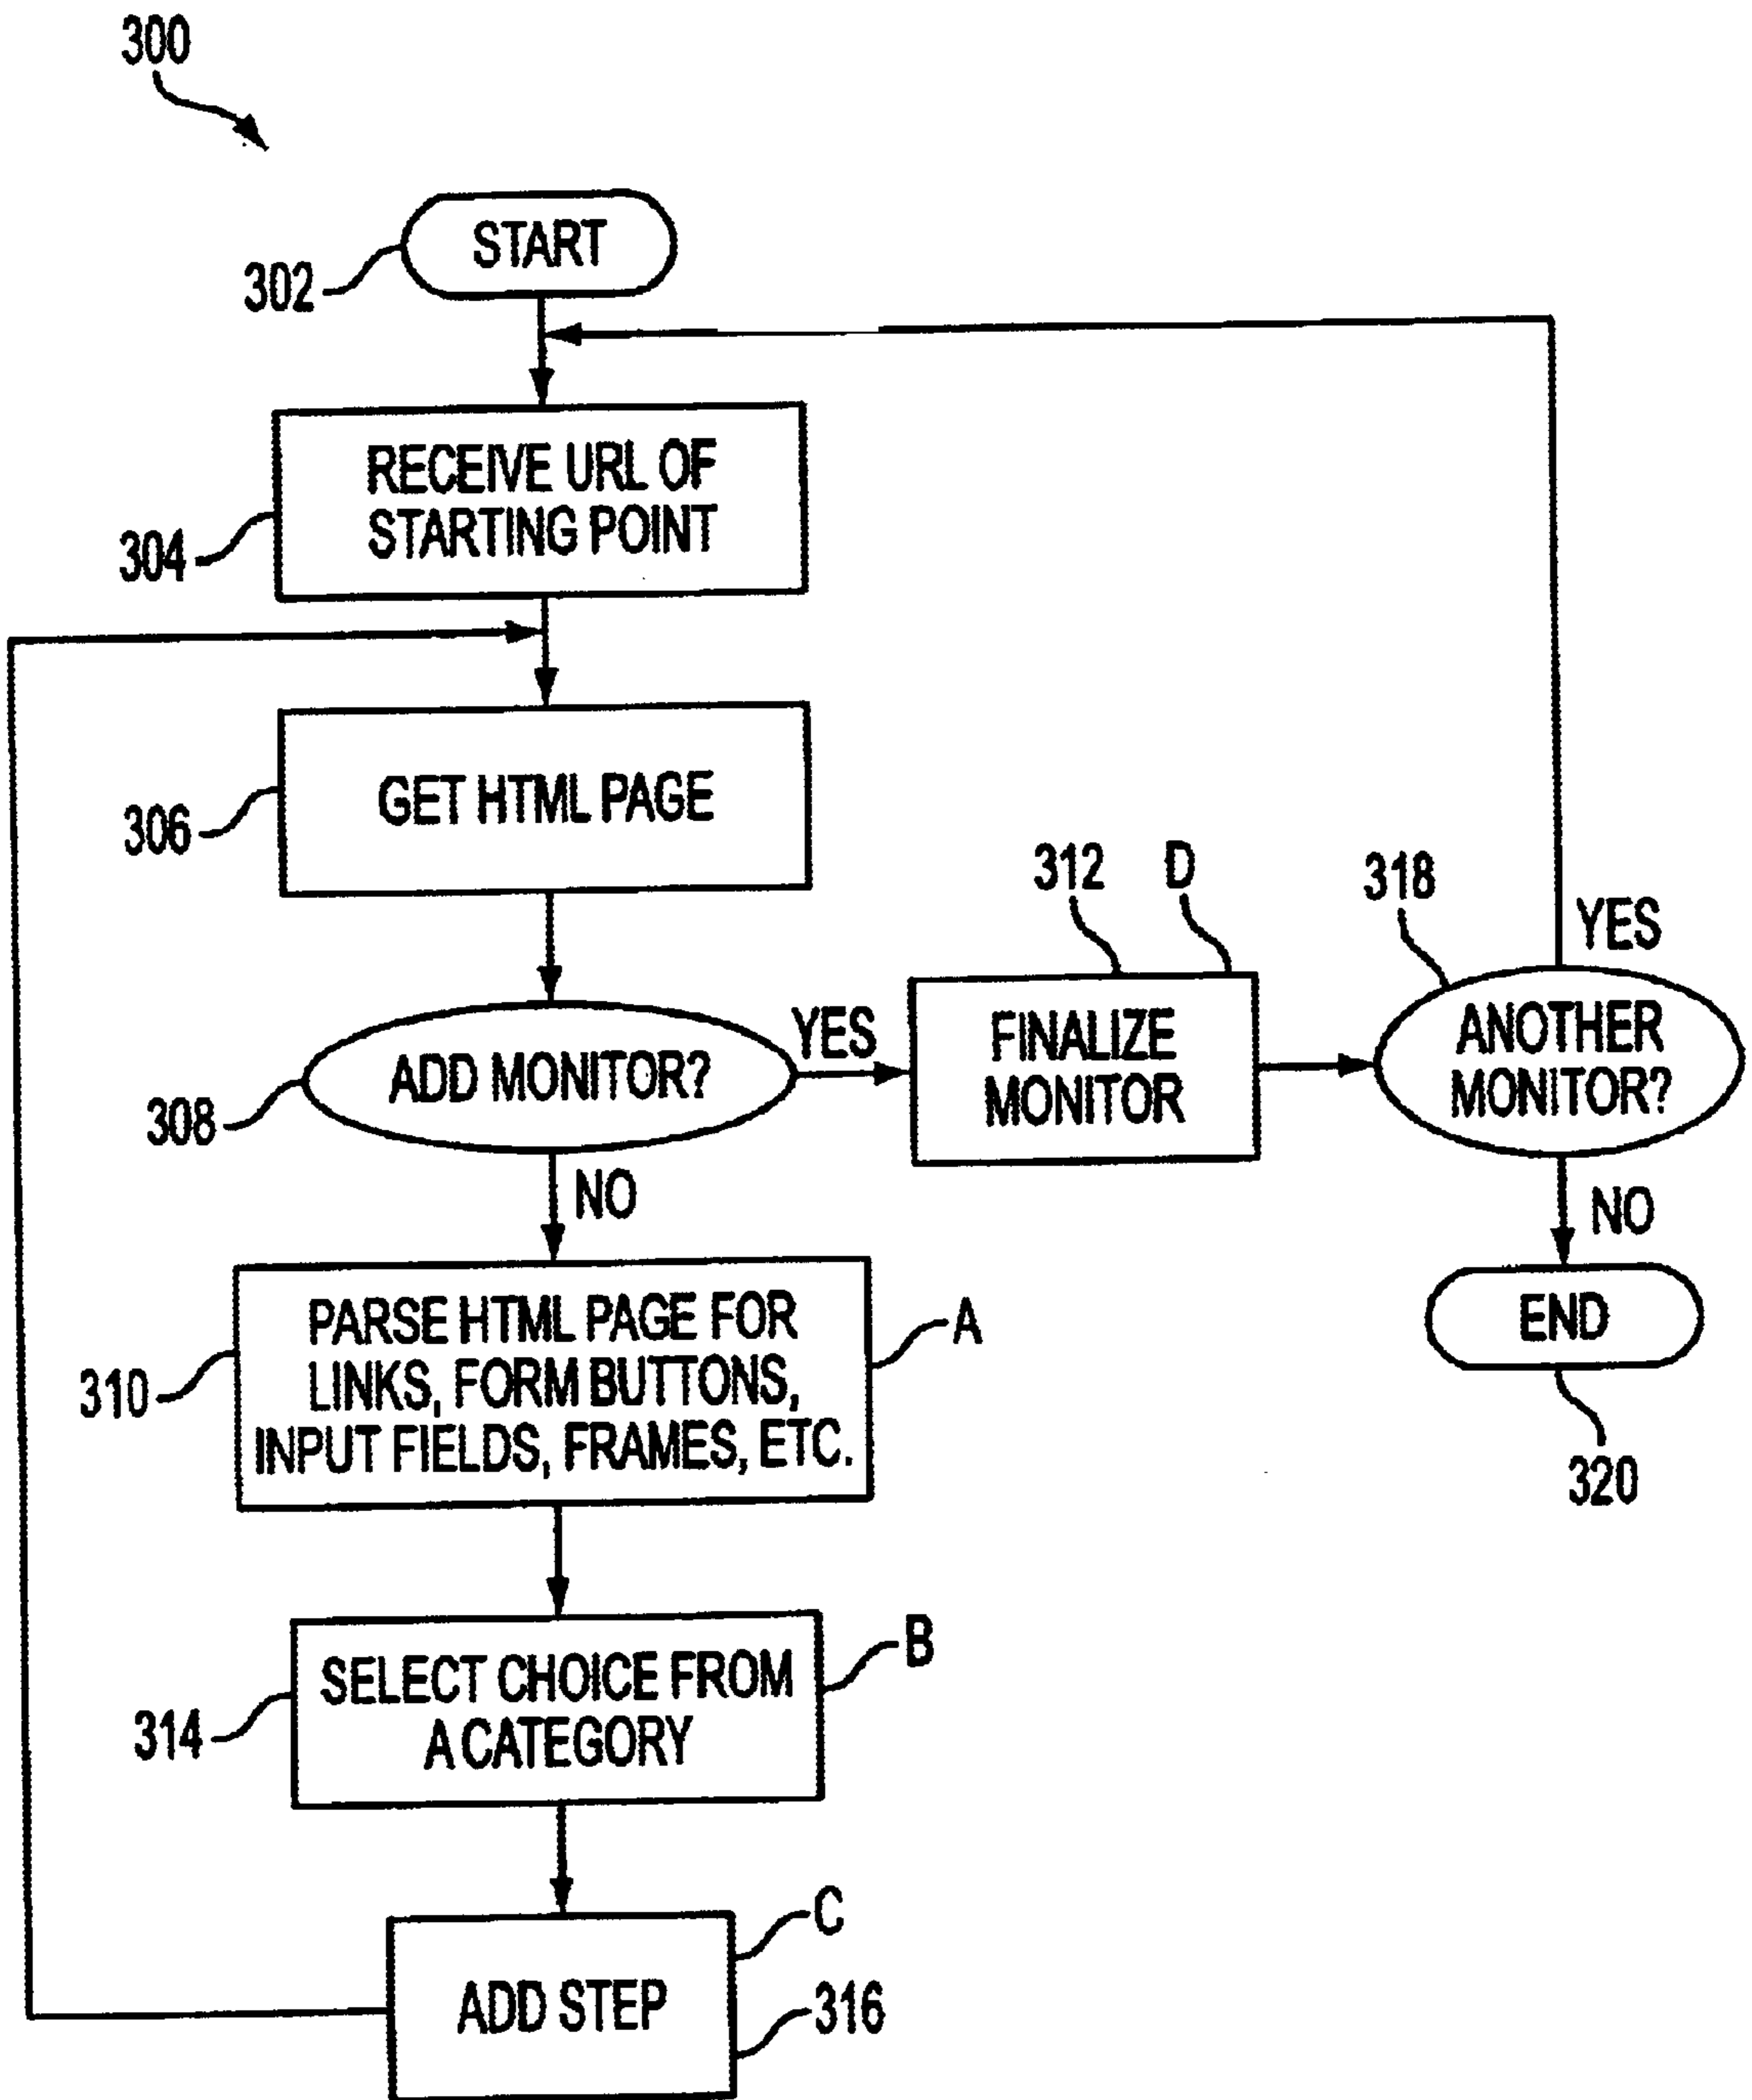 300
START
302
RECEIVE URL OF
STARTING POINT
304
GET HTML PAGE
306
312
D
318
YES
ADD MONITOR?
YES
308
FINALIZE
MONITOR
ANOTHER
MONITOR?
NO
NO
PARSE HTML PAGE FOR
LINKS, FORM BUTTONS,
INPUT FIELDS, FRAMES, ETC.
310
A
END
320
SELECT CHOICE FROM
A CATEGORY
314
B
ADD STEP
C
316